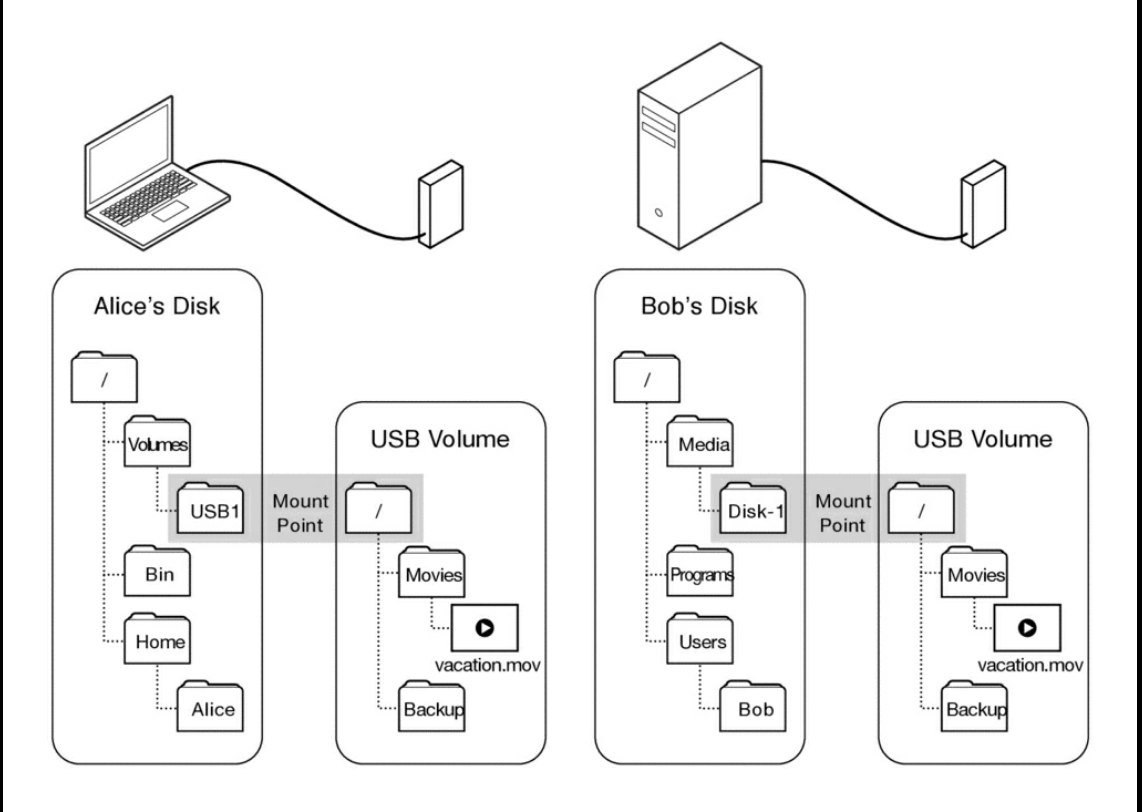 Alice's Disk
/
Volumes
USB1
Bin
Home
Alice
Mount
Point
USB Volume
/
Movies
vacation.mov
Backup
Bob's Disk
/
Media
Disk-1
Programs
Users
Bob
Mount
Point
USB Volume
/
Movies
vacation.mov
Backup